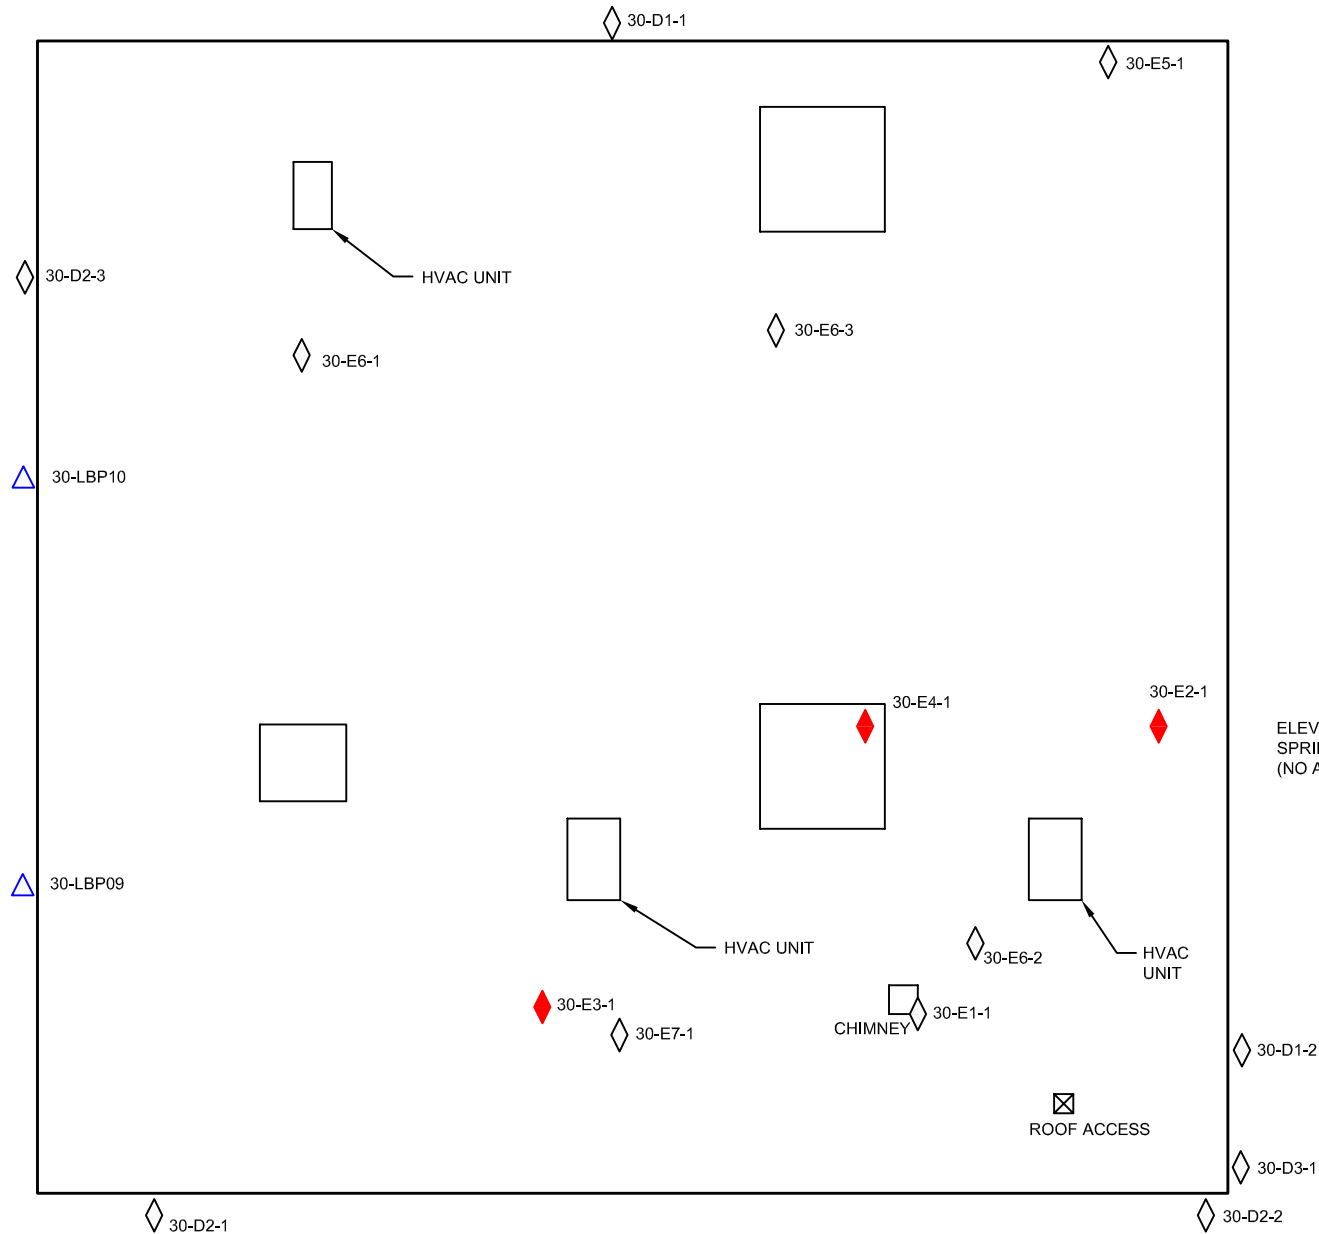 30-D1-1
30-E5-1
30-D2-3
HVAC UNIT
30-E6-3
30-E6-1
30-LBP10
30-E2-1
30-E4-1
ELEV
SPRI
(NO A
30-LBP09
HVAC UNIT
30-E6-2
HVAC
UNIT
30-E3-1
30-E1-1
CHIMNEY
30-E7-1
30-D1-2
ROOF ACCESS
30-D3-1
30-D2-1
30-D2-2